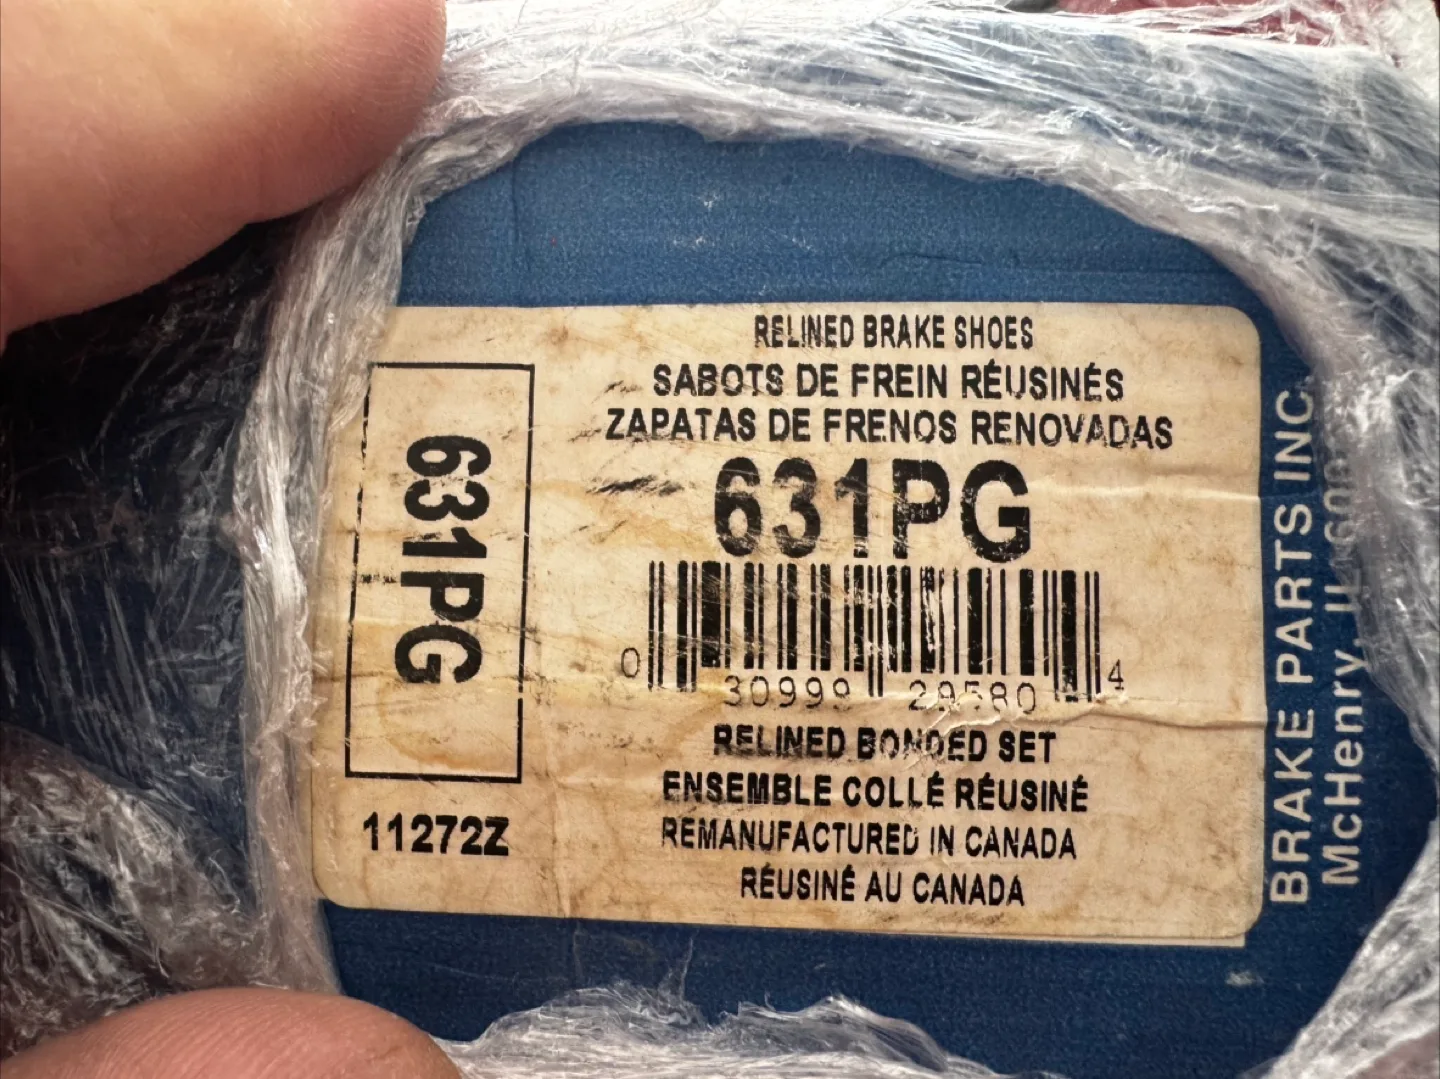 RELINED BRAKE SHOES
SABOTS DE FREIN RÉUSINÉS
ZAPATAS DE FRENOS RENOVADAS
631PG
631PG
0 30999 29580 4
RELINED BONDED SET
ENSEMBLE COLLÉ RÉUSINÉ
REMANUFACTURED IN CANADA
RÉUSINÉ AU CANADA
11272Z
BRAKE PARTS INC.
McHenry, IL